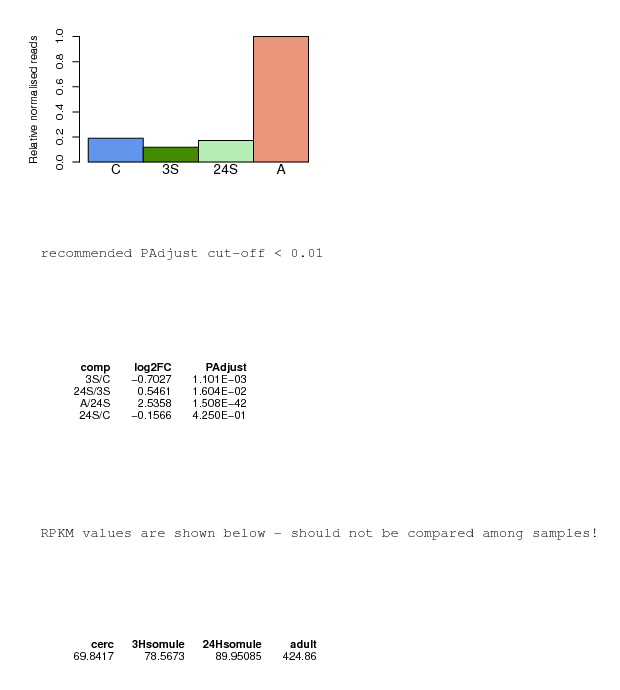 Relative normalised reads
1.0
0.8
0.6
0.4
0.2
0.0
C 3S 24S A
recommended PAdjust cut-off < 0.01
comp log2FC PAdjust
3S/C −0.7027 1.101E−03
24S/3S 0.5461 1.604E−02
A/24S 2.5358 1.508E−42
24S/C −0.1566 4.250E−01
RPKM values are shown below - should not be compared among samples!
cerc 3Hsomule 24Hsomule adult
69.8417 78.5673 89.95085 424.86